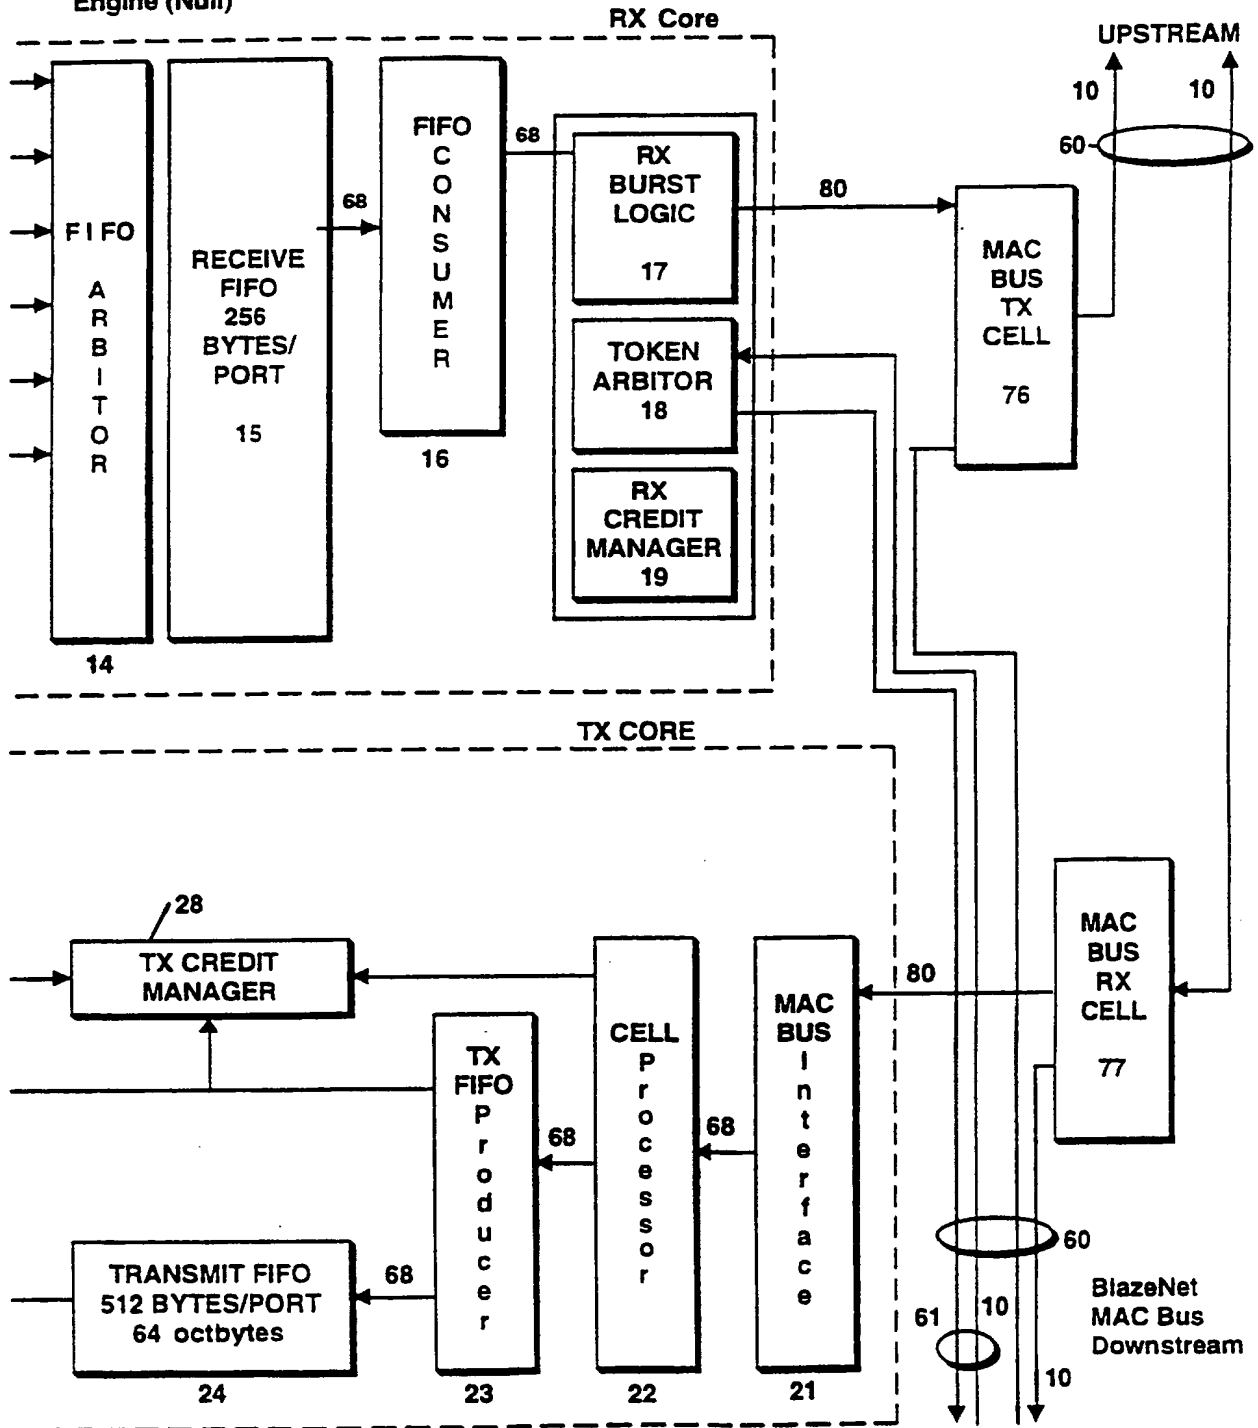 Engine (Null)
RX Core
UPSTREAM
10
10
60
FIFO
ARBITOR
14
RECEIVE
FIFO
256
BYTES/
PORT
15
68
FIFO
CONSUMER
16
68
RX
BURST
LOGIC
17
80
TOKEN
ARBITOR
18
RX
CREDIT
MANAGER
19
MAC
BUS
TX
CELL
76
TX CORE
28
TX CREDIT
MANAGER
TX
FIFO
Producer
23
68
CELL
Processor
22
68
MAC
BUS
Interface
21
80
MAC
BUS
RX
CELL
77
TRANSMIT FIFO
512 BYTES/PORT
64 octbytes
24
68
60
61
10
10
BlazeNet
MAC Bus
Downstream